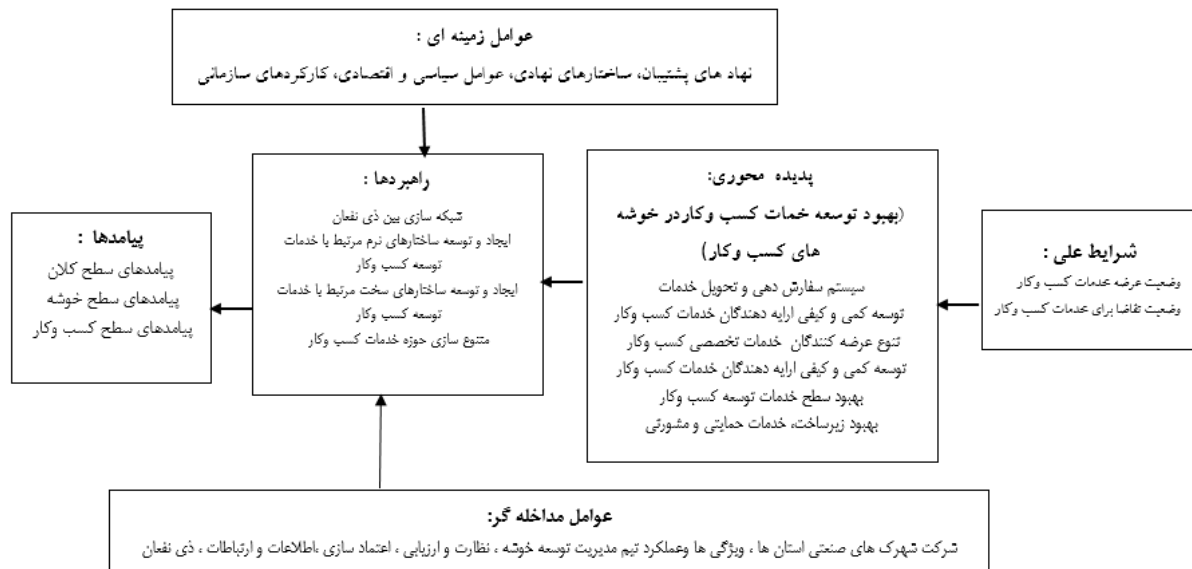 عوامل زمینه ای :
نهاد های پشتیبان، ساختارهای نهادی، عوامل سیاسی و اقتصادی، کارکردهای سازمانی
شرایط علی :
وضعیت عرضه خدمات کسب وکار
وضعیت تقاضا برای خدمات کسب وکار
پدیده محوری:
(بهبود توسعه خمات کسب وکاردر خوشه
های کسب وکار)
سیستم سفارش دهی و تحویل خدمات
توسعه کمی و کیفی ارایه دهندگان خدمات کسب وکار
تنوع عرضه کنندگان خدمات تخصصی کسب وکار
توسعه کمی و کیفی ارایه دهندگان خدمات کسب وکار
بهبود سطح خدمات توسعه کسب وکار
بهبود زیرساخت، خدمات حمایتی و مشورتی
راهبردها :
شبکه سازی بین ذی نفعان
ایجاد و توسعه ساختارهای نرم مرتبط با خدمات
توسعه کسب وکار
ایجاد و توسعه ساختارهای سخت مرتبط با خدمات
توسعه کسب وکار
متنوع سازی حوزه خدمات کسب وکار
پیامدها :
پیامدهای سطح کلان
پیامدهای سطح خوشه
پیامدهای سطح کسب وکار
عوامل مداخله گر:
شرکت شهرک های صنعتی استان ها ، ویژگی ها وعملکرد تیم مدیریت توسعه خوشه ، نظارت و ارزیابی ، اعتماد سازی ،اطلاعات و ارتباطات ، ذی نفعان